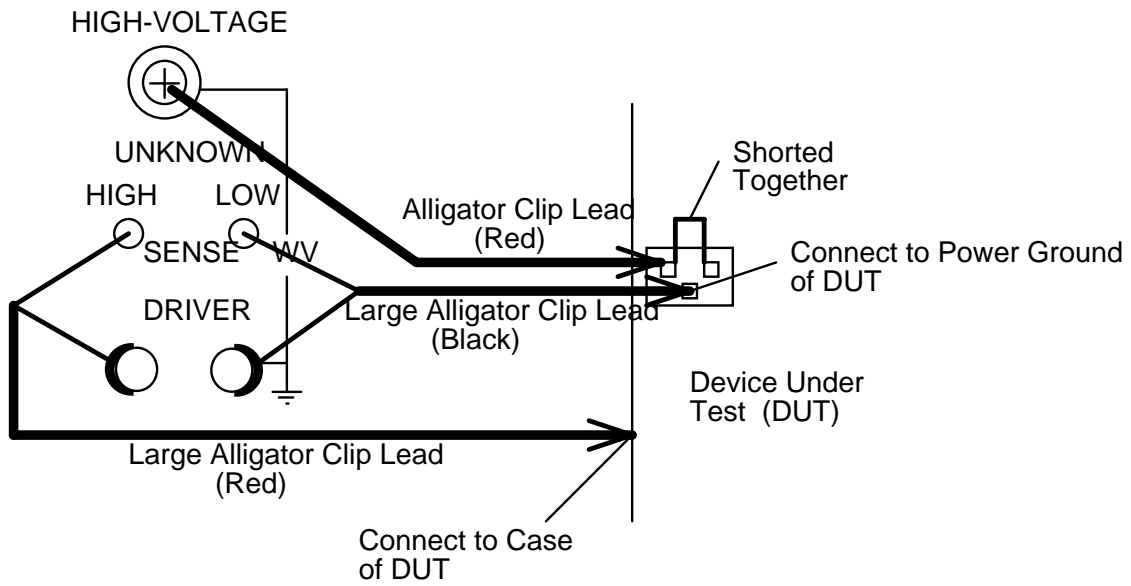 HIGH-VOLTAGE
UNKNOWN
HIGH LOW
SENSE WV
DRIVER
Alligator Clip Lead
(Red)
Shorted
Together
Connect to Power Ground
of DUT
Large Alligator Clip Lead
(Black)
Device Under
Test (DUT)
Large Alligator Clip Lead
(Red)
Connect to Case
of DUT